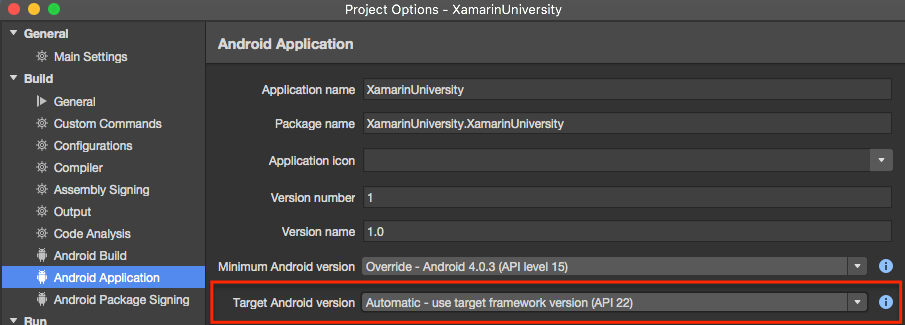 Project Options - XamarinUniversity
General
Main Settings
Build
General
Custom Commands
Configurations
Compiler
Assembly Signing
Output
Code Analysis
Android Build
Android Application
Android Package Signing
Run
Android Application
Application name XamarinUniversity
Package name XamarinUniversity.XamarinUniversity
Application icon
Version number 1
Version name 1.0
Minimum Android version Override - Android 4.0.3 (API level 15)
Target Android version Automatic - use target framework version (API 22)